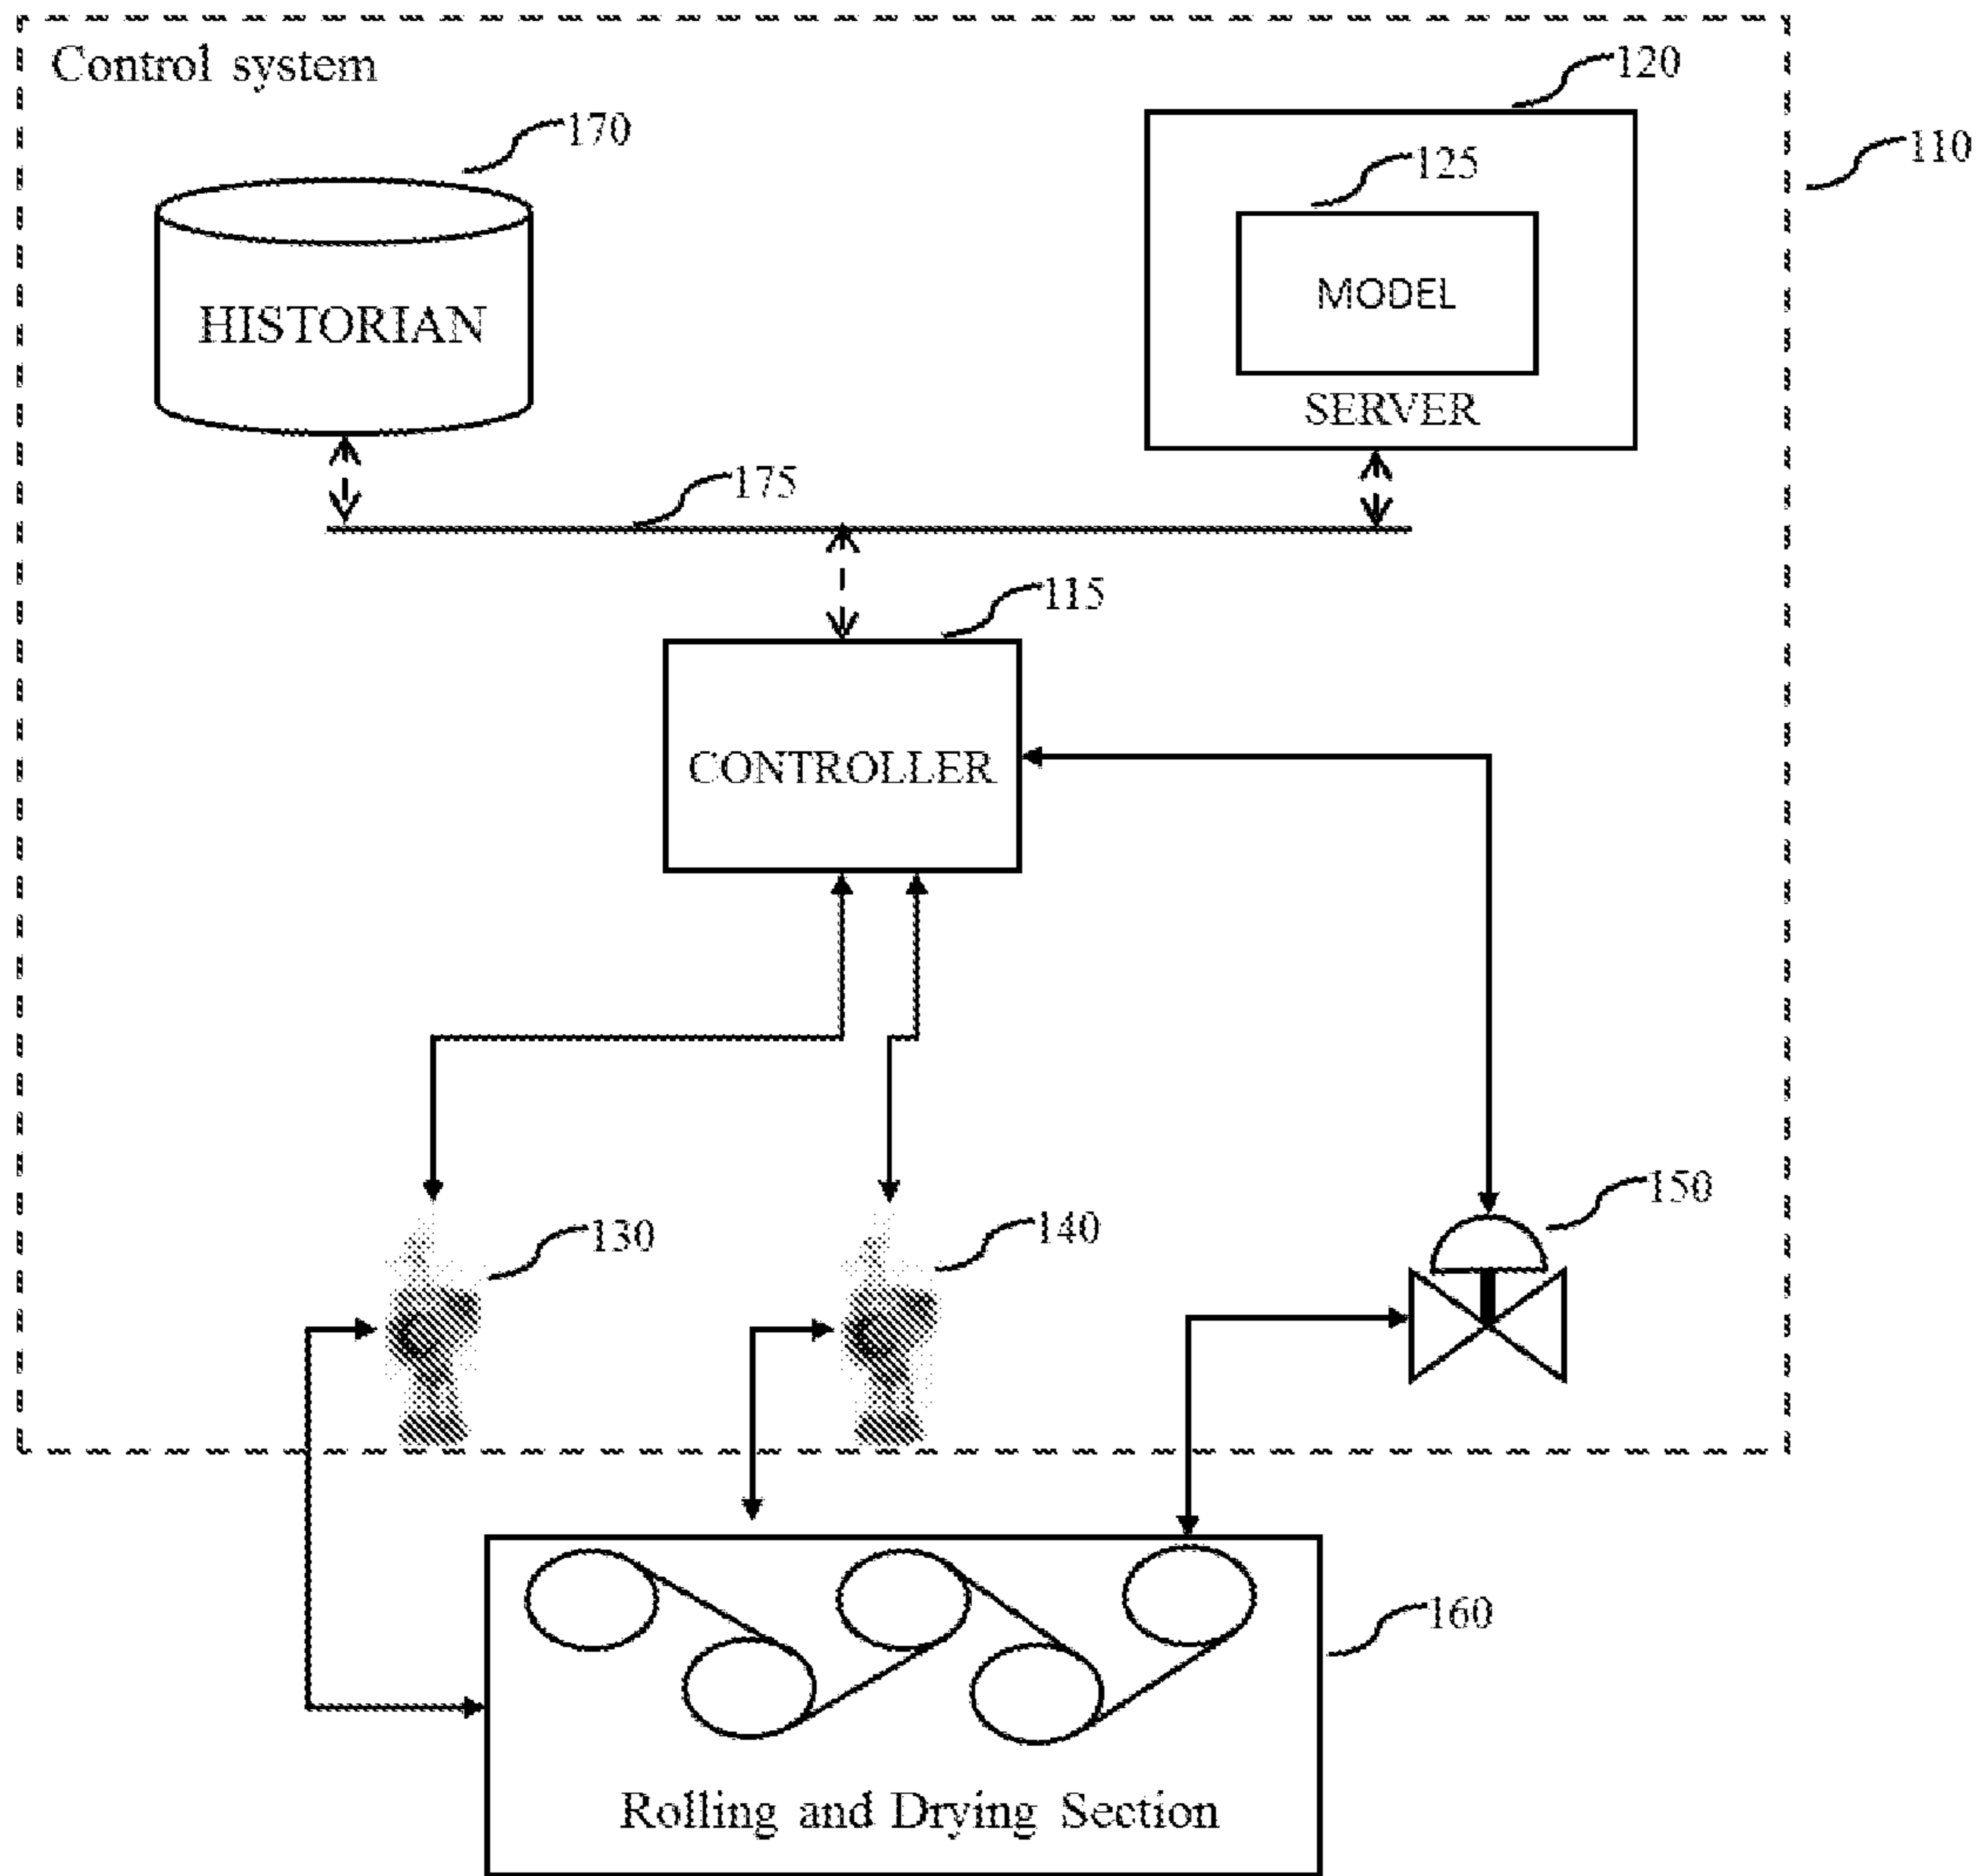 Control system
120
110
170
125
HISTORIAN
MODEL
SERVER
175
115
CONTROLLER
150
130
140
160
Rolling and Drying Section